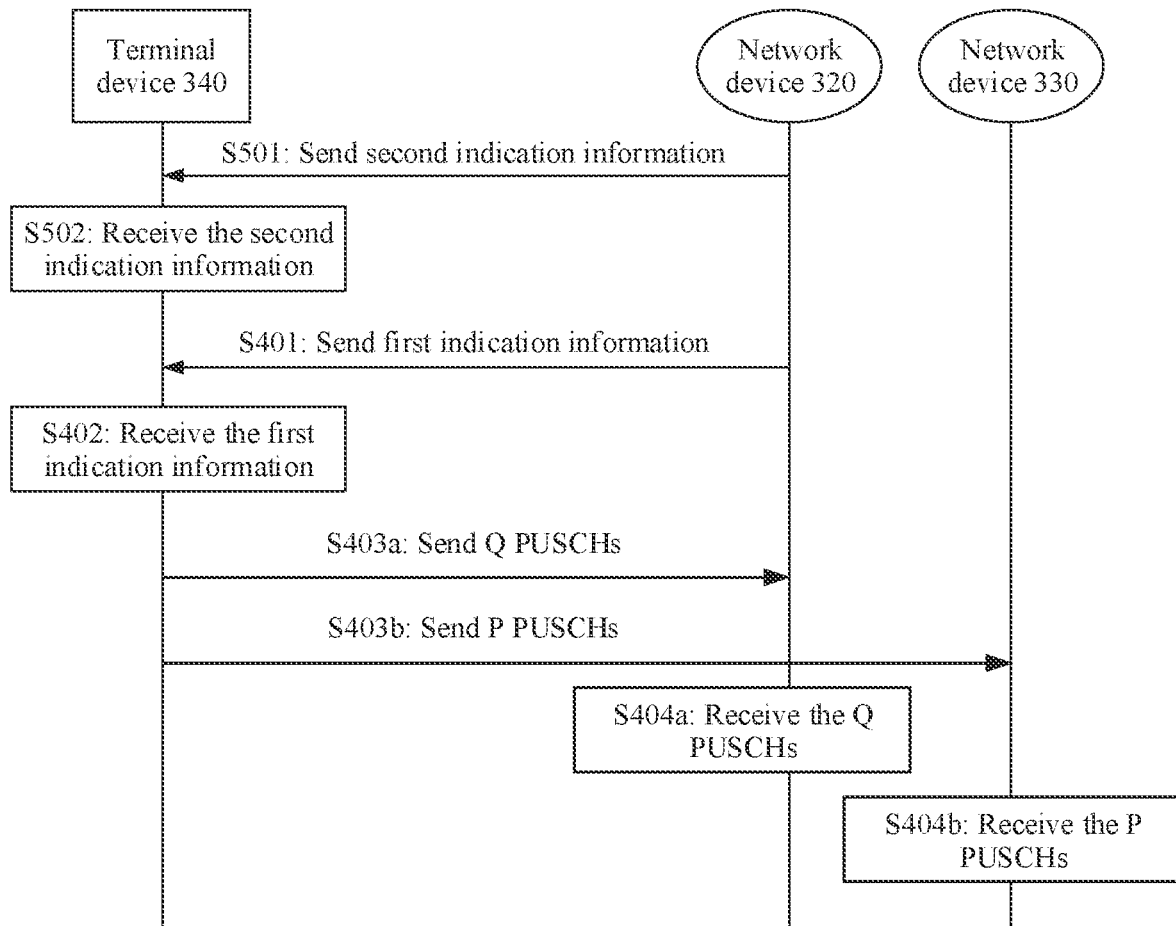 Terminal
device 340
Network
device 320
Network
device 330
S501: Send second indication information
S502: Receive the second
indication information
S401: Send first indication information
S402: Receive the first
indication information
S403a: Send Q PUSCHs
S403b: Send P PUSCHs
S404a: Receive the Q
PUSCHs
S404b: Receive the P
PUSCHs